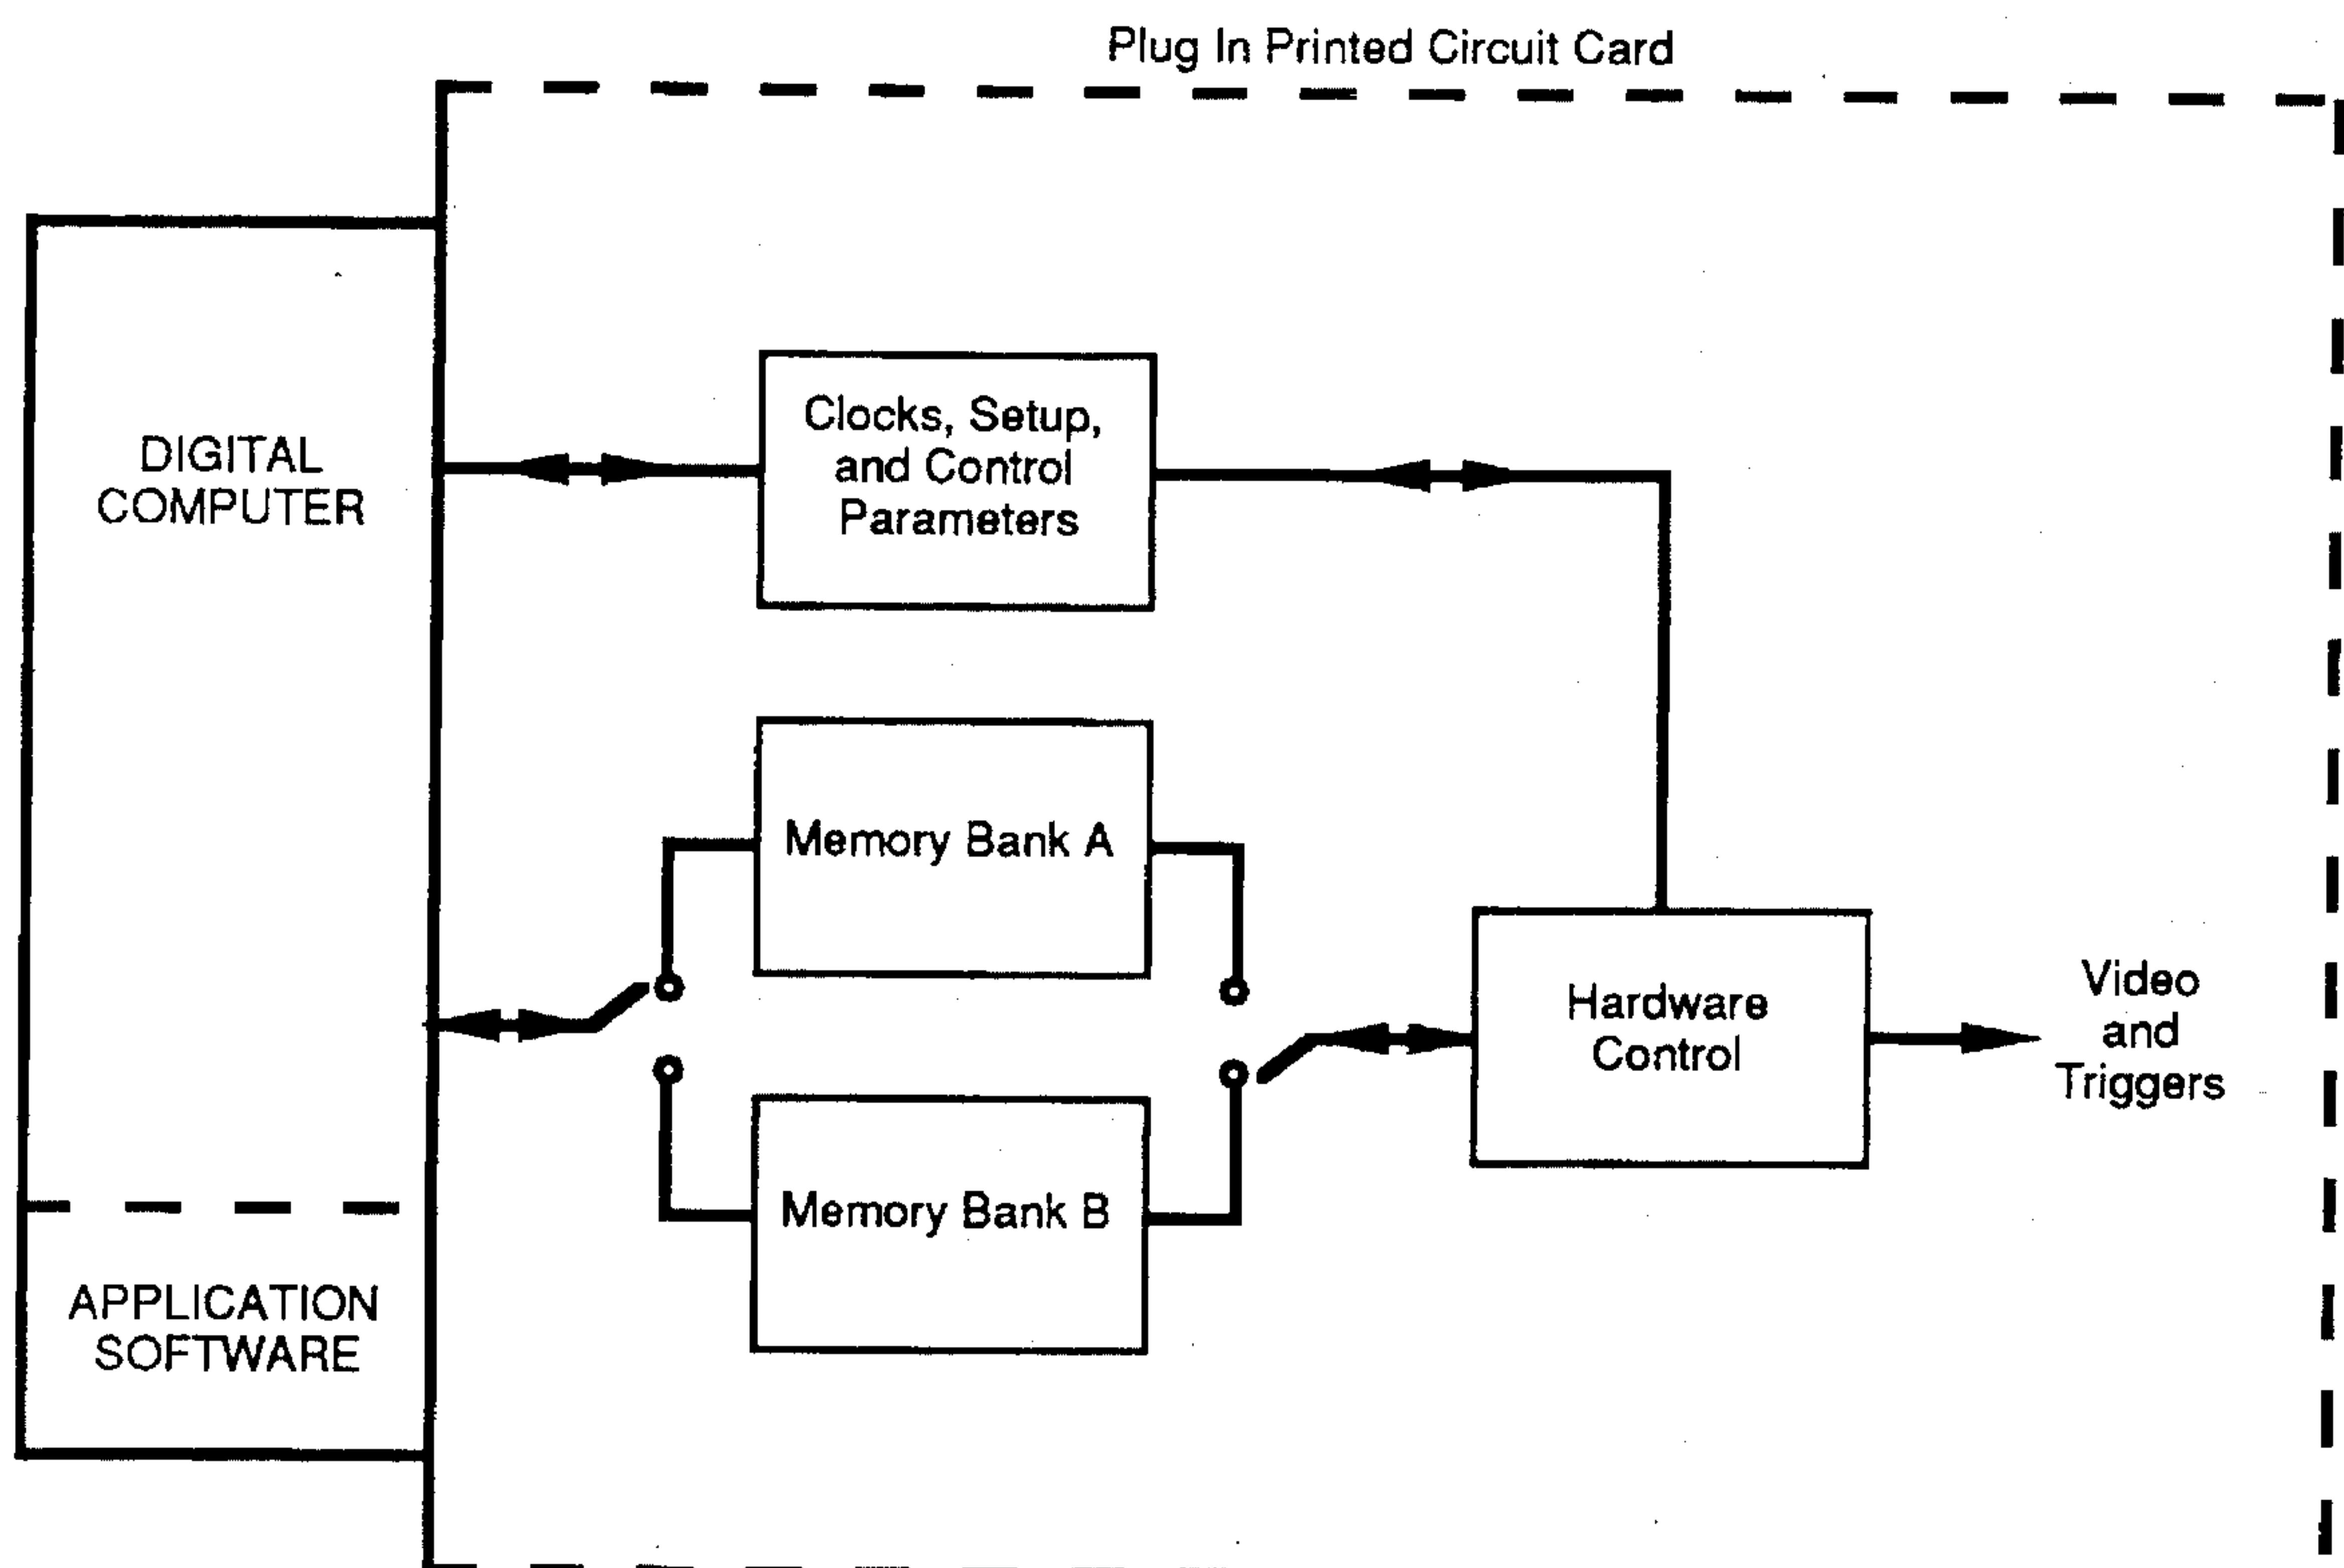 Plug In Printed Circuit Card
DIGITAL
COMPUTER
Clocks, Setup,
and Control
Parameters
Memory Bank A
Hardware
Control
Video
and
Triggers
Memory Bank B
APPLICATION
SOFTWARE